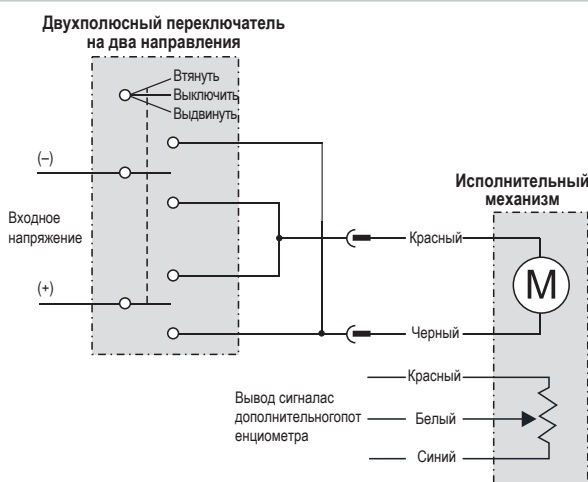 Двухполюсный переключатель
на два направления
Втянуть
Выключить
Выдвинуть
(–)
Входное
напряжение
(+)
Исполнительный
механизм
Красный
M
Черный
Красный
Вывод сигналас
дополнительногопот
енциометра
Белый
Синий